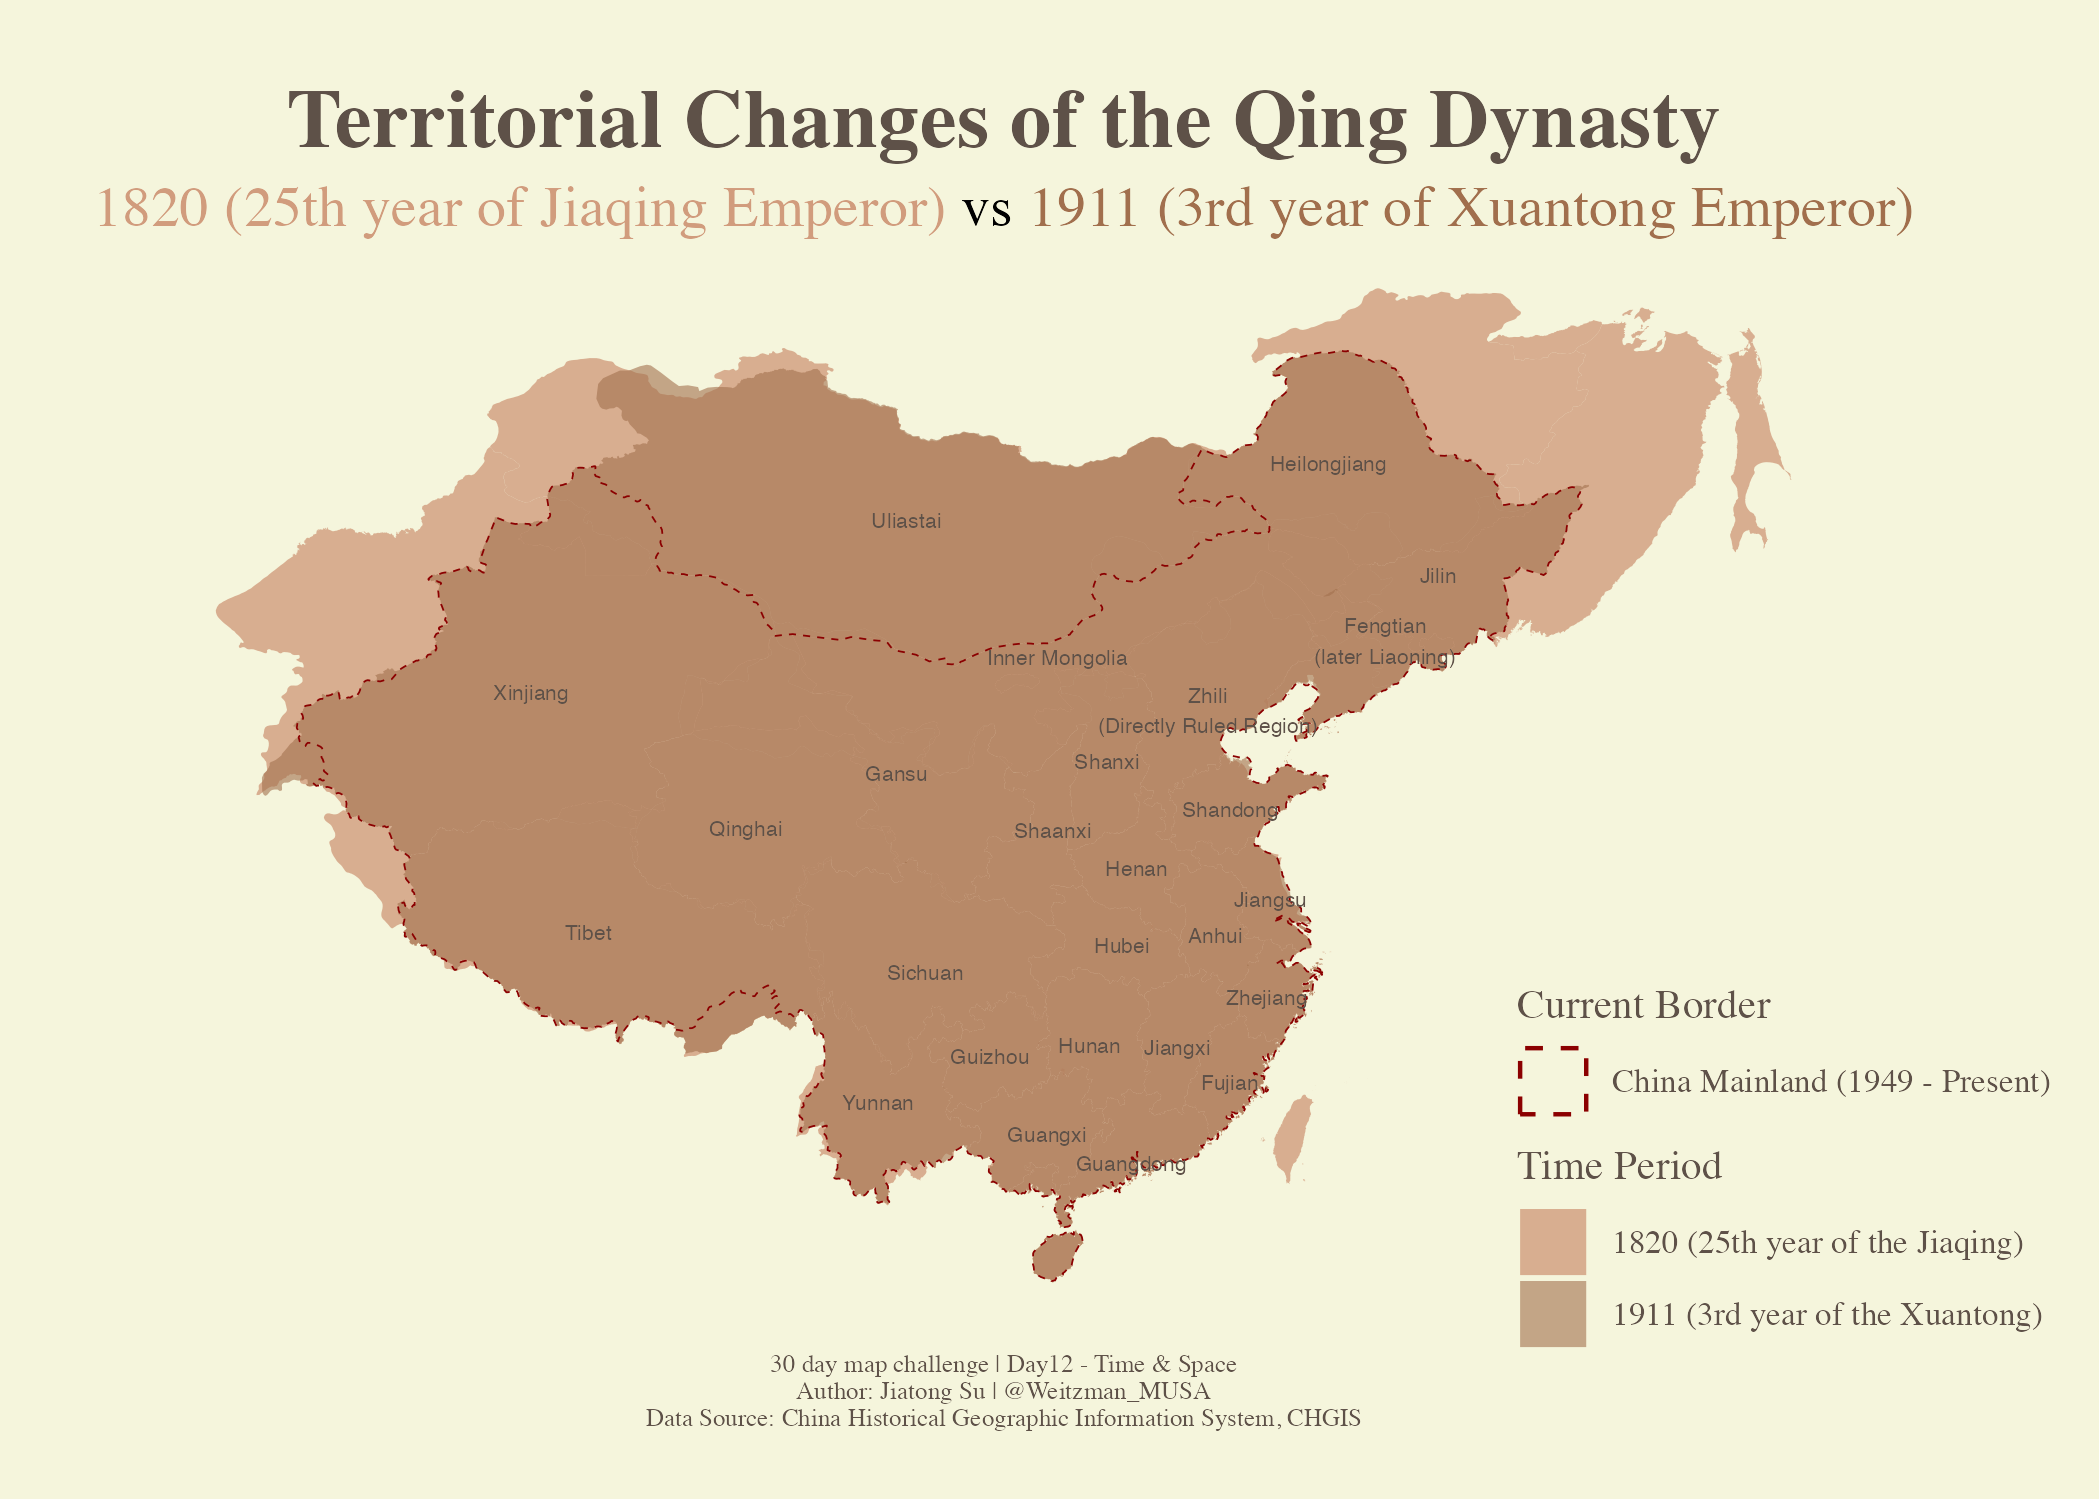 Territorial Changes of the Qing Dynasty
1820 (25th year of Jiaqing Emperor) vs 1911 (3rd year of Xuantong Emperor)
Heilongjiang
Uliastai
Jilin
Fengtian
(later Liaoning)
Inner Mongolia
Xinjiang
Zhili
(Directly Ruled Region)
Shanxi
Gansu
Shandong
Qinghai
Shaanxi
Henan
Jiangsu
Tibet
Anhui
Hubei
Sichuan
Zhejiang
Hunan
Jiangxi
Guizhou
Fujian
Yunnan
Guangxi
Guangdong
Current Border
China Mainland (1949 - Present)
Time Period
1820 (25th year of the Jiaqing)
1911 (3rd year of the Xuantong)
30 day map challenge | Day12 - Time & Space
Author: Jiatong Su | @Weitzman_MUSA
Data Source: China Historical Geographic Information System, CHGIS